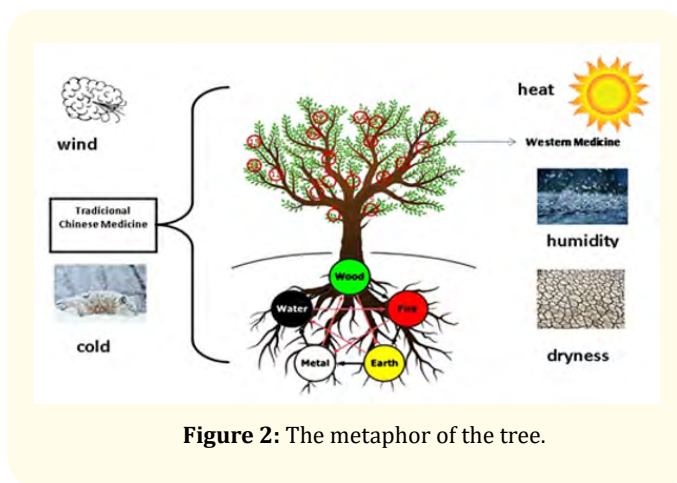 wind
Tradicional
Chinese Medicine
cold
heat
Western Medicine
humidity
dryness
Wood
Water
Fire
Metal
Earth
Figure 2: The metaphor of the tree.